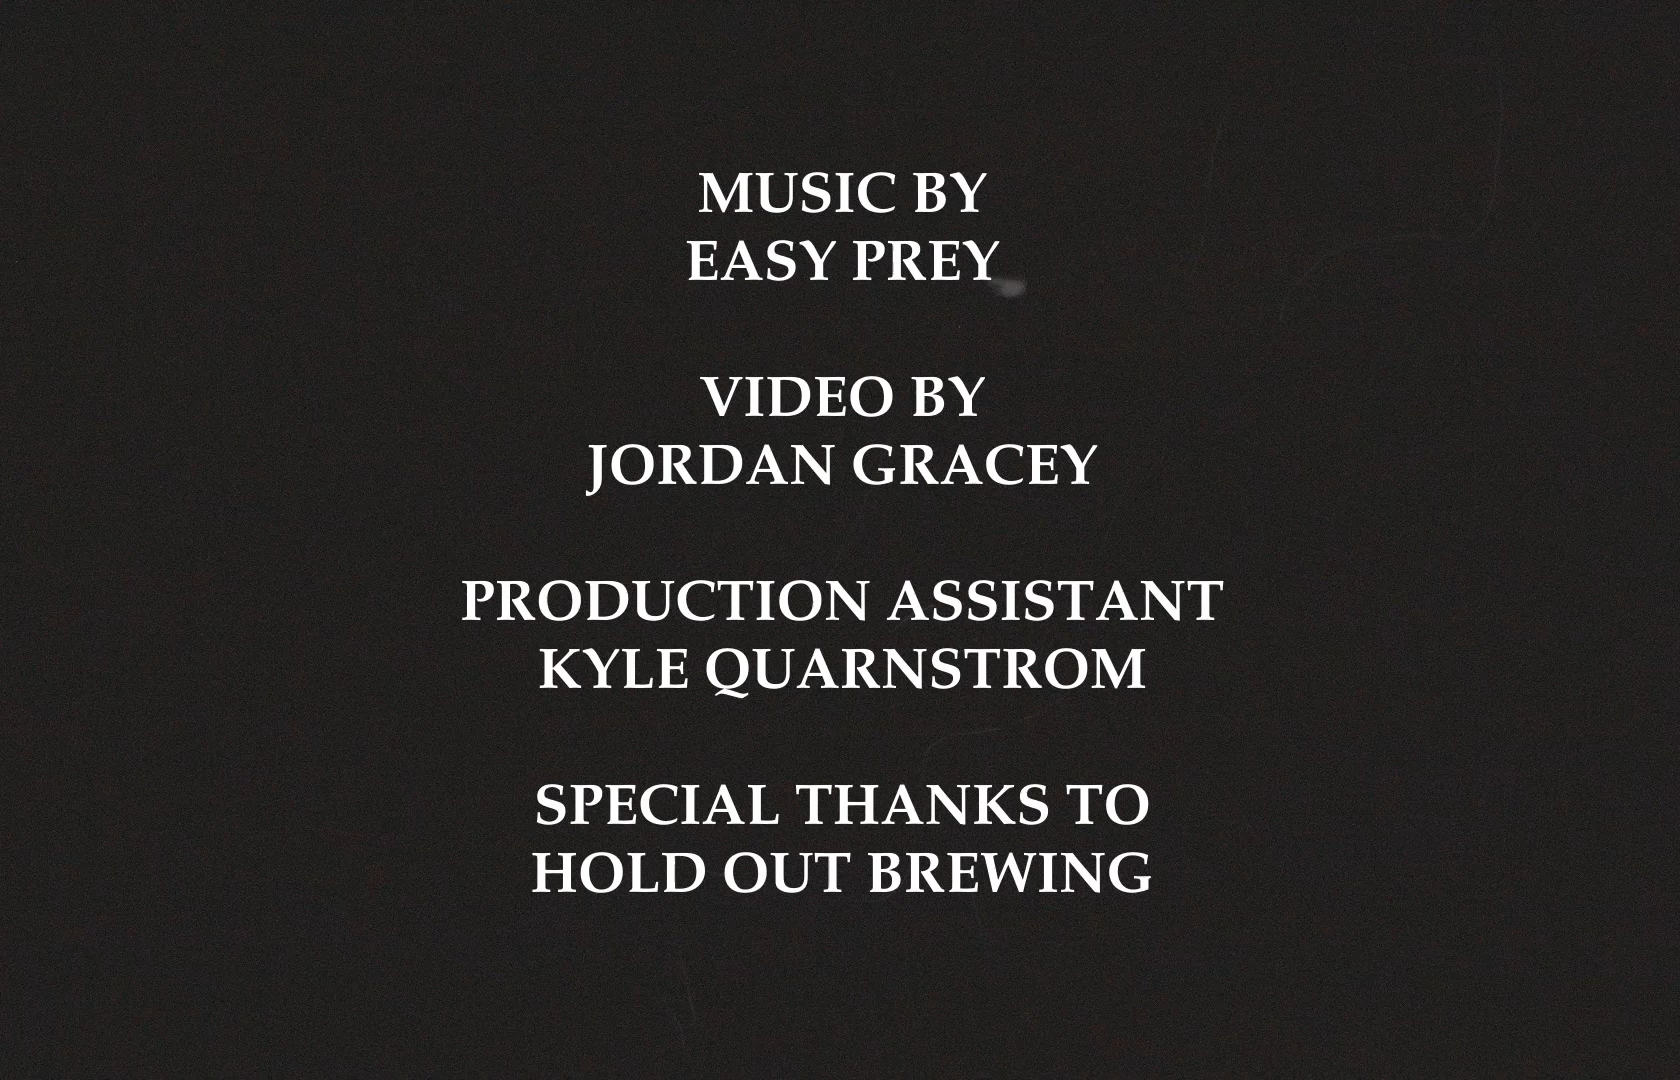 MUSIC BY
EASY PREY
VIDEO BY
JORDAN GRACEY
PRODUCTION ASSISTANT
KYLE QUARNSTROM
SPECIAL THANKS TO
HOLD OUT BREWING